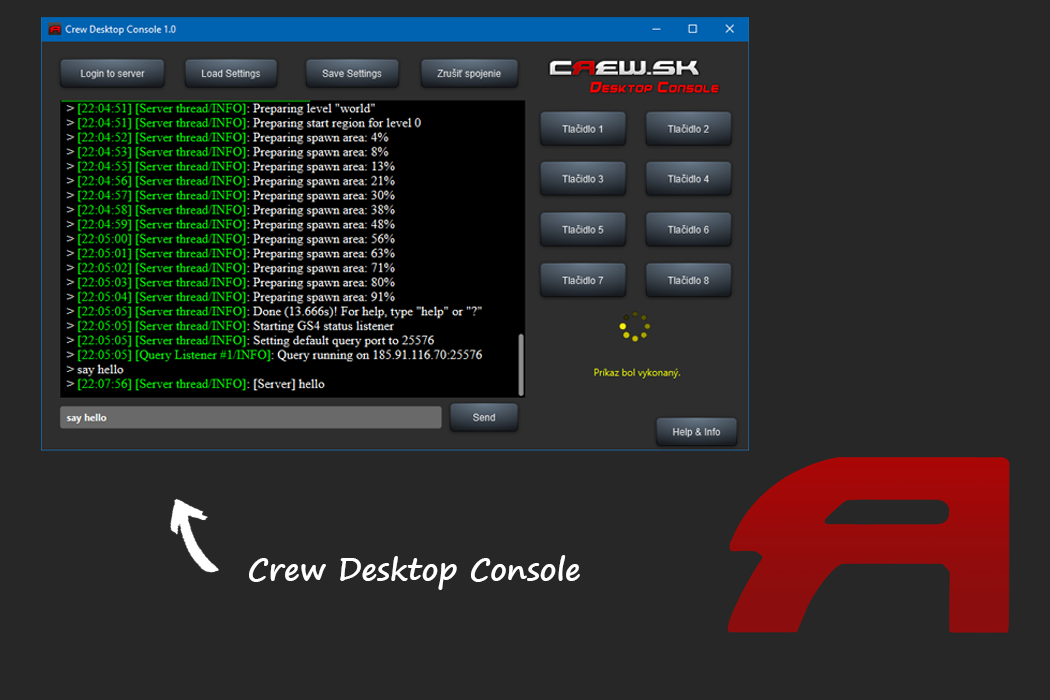 Crew Desktop Console 1.0
Login to server
Load Settings
Save Settings
Zrušiť spojenie
CREW.SK
Desktop Console
> [22:04:51] [Server thread/INFO]: Preparing level "world"
> [22:04:51] [Server thread/INFO]: Preparing start region for level 0
> [22:04:52] [Server thread/INFO]: Preparing spawn area: 4%
> [22:04:53] [Server thread/INFO]: Preparing spawn area: 8%
> [22:04:55] [Server thread/INFO]: Preparing spawn area: 13%
> [22:04:56] [Server thread/INFO]: Preparing spawn area: 21%
> [22:04:57] [Server thread/INFO]: Preparing spawn area: 30%
> [22:04:58] [Server thread/INFO]: Preparing spawn area: 38%
> [22:04:59] [Server thread/INFO]: Preparing spawn area: 48%
> [22:05:00] [Server thread/INFO]: Preparing spawn area: 56%
> [22:05:01] [Server thread/INFO]: Preparing spawn area: 63%
> [22:05:02] [Server thread/INFO]: Preparing spawn area: 71%
> [22:05:03] [Server thread/INFO]: Preparing spawn area: 80%
> [22:05:04] [Server thread/INFO]: Preparing spawn area: 91%
> [22:05:05] [Server thread/INFO]: Done (13.666s)! For help, type "help" or "?"
> [22:05:05] [Server thread/INFO]: Starting GS4 status listener
> [22:05:05] [Server thread/INFO]: Setting default query port to 25576
> [22:05:05] [Query Listener #1/INFO]: Query running on 185.91.116.70:25576
> say hello
> [22:07:56] [Server thread/INFO]: [Server] hello
say hello
Send
Tlačidlo 1
Tlačidlo 2
Tlačidlo 3
Tlačidlo 4
Tlačidlo 5
Tlačidlo 6
Tlačidlo 7
Tlačidlo 8
Príkaz bol vykonaný.
Help & Info
Crew Desktop Console